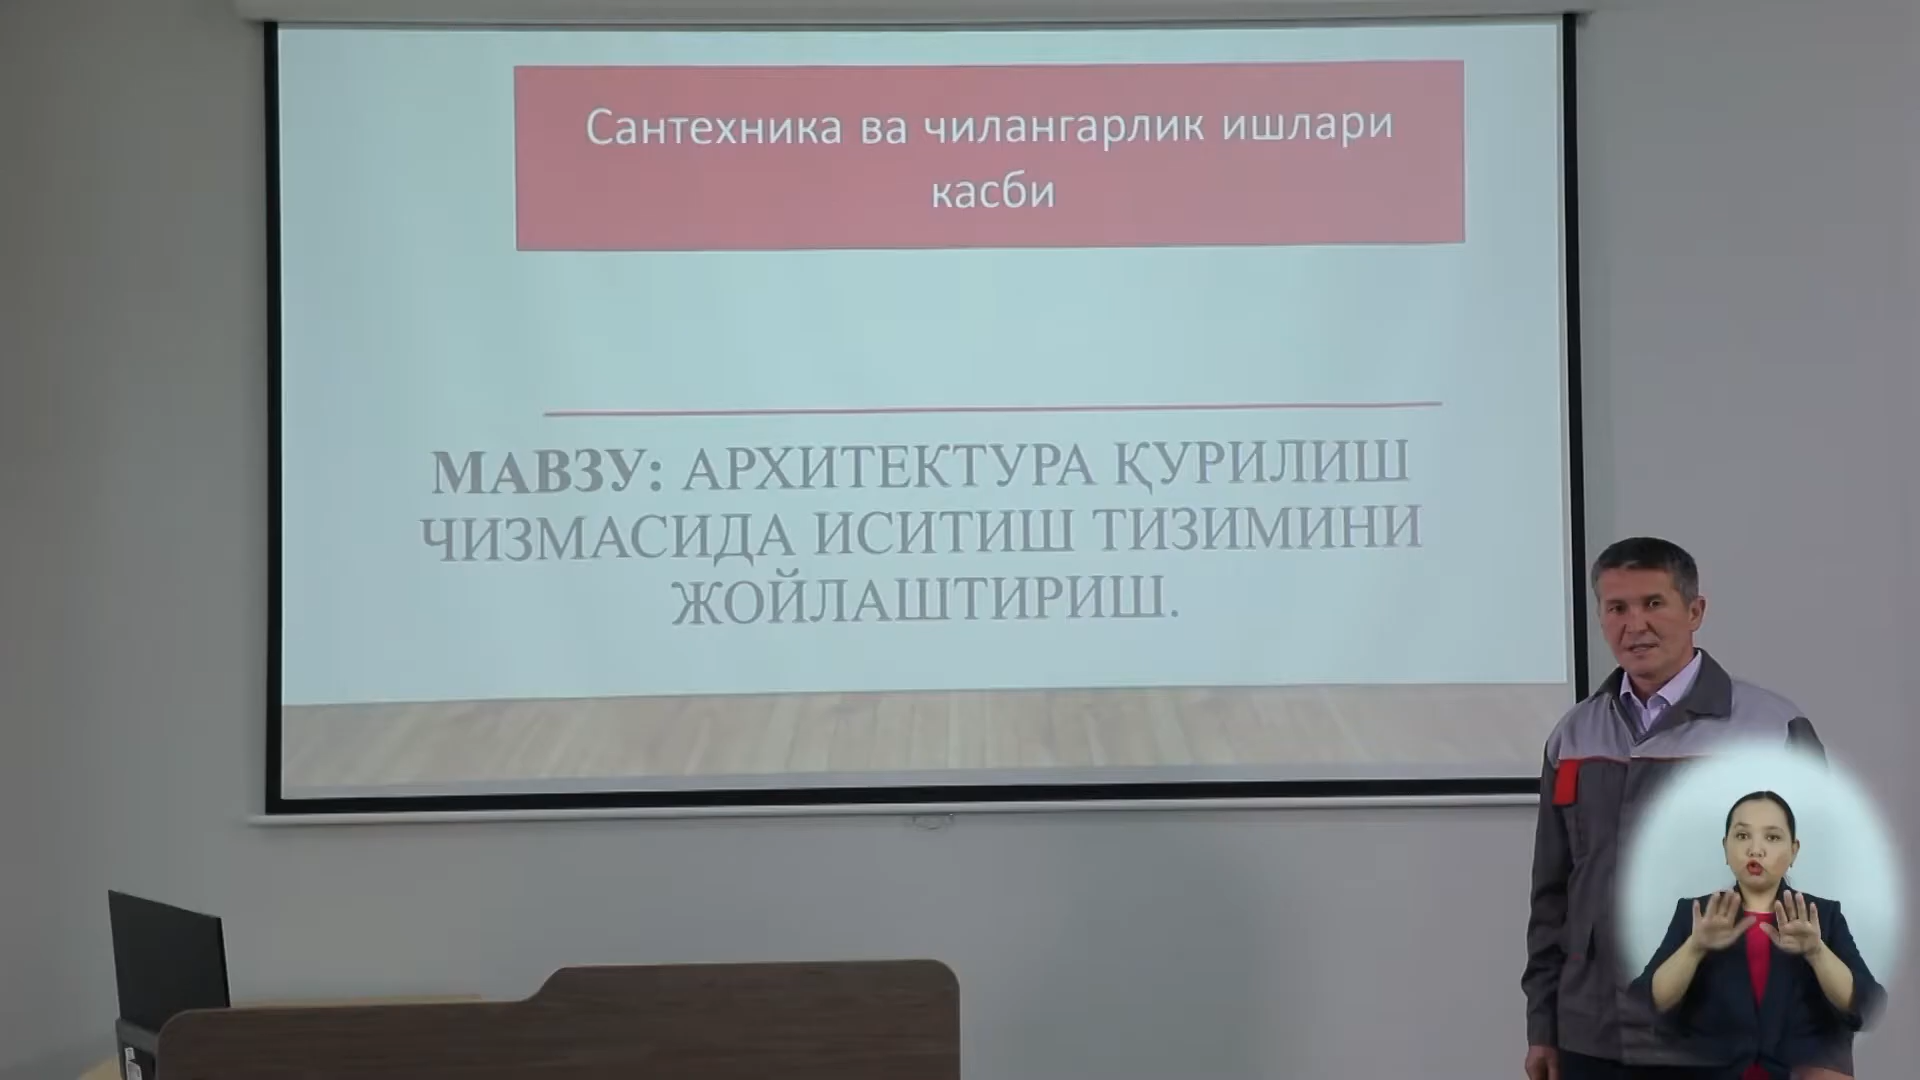 Сантехника ва чилангарлик ишлари
касби
МАВЗУ: АРХИТЕКТУРА ҚУРИЛИШ
ЧИЗМАСИДА ИСИТИШ ТИЗИМИНИ
ЖОЙЛАШТИРИШ.